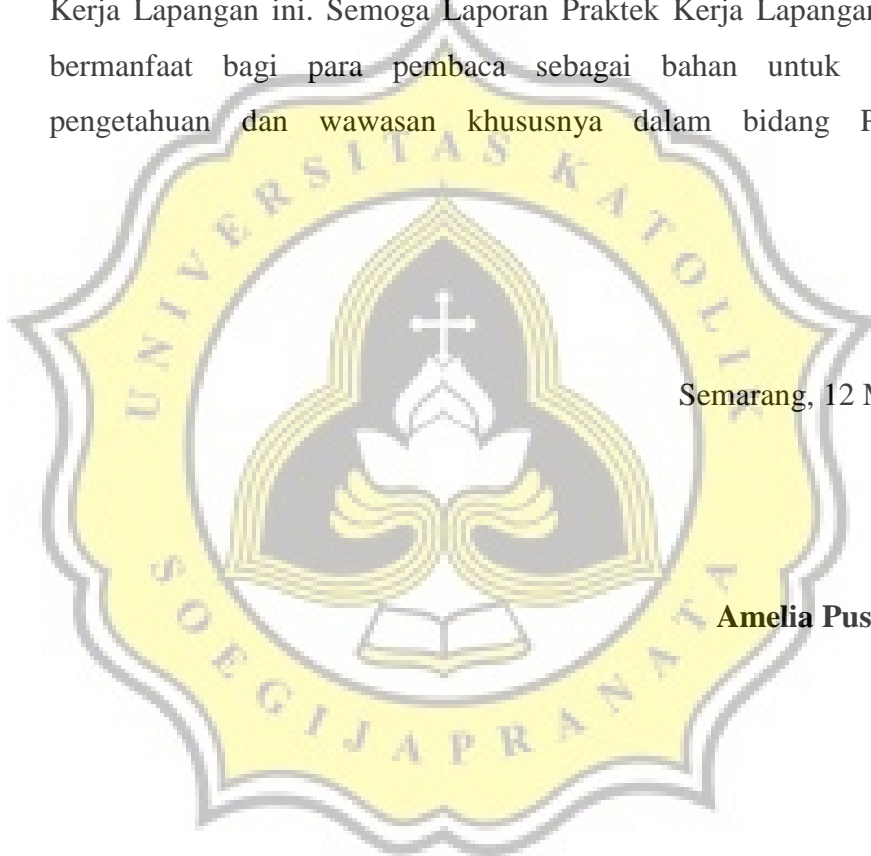 Kerja Lapangan ini. Semoga Laporan Praktek Kerja Lapangan
bermanfaat bagi para pembaca sebagai bahan untuk
pengetahuan dan wawasan khususnya dalam bidang
UNIVERSITAS KATOLIK
Semarang, 12
Amelia
SOEGIJAPRANATA